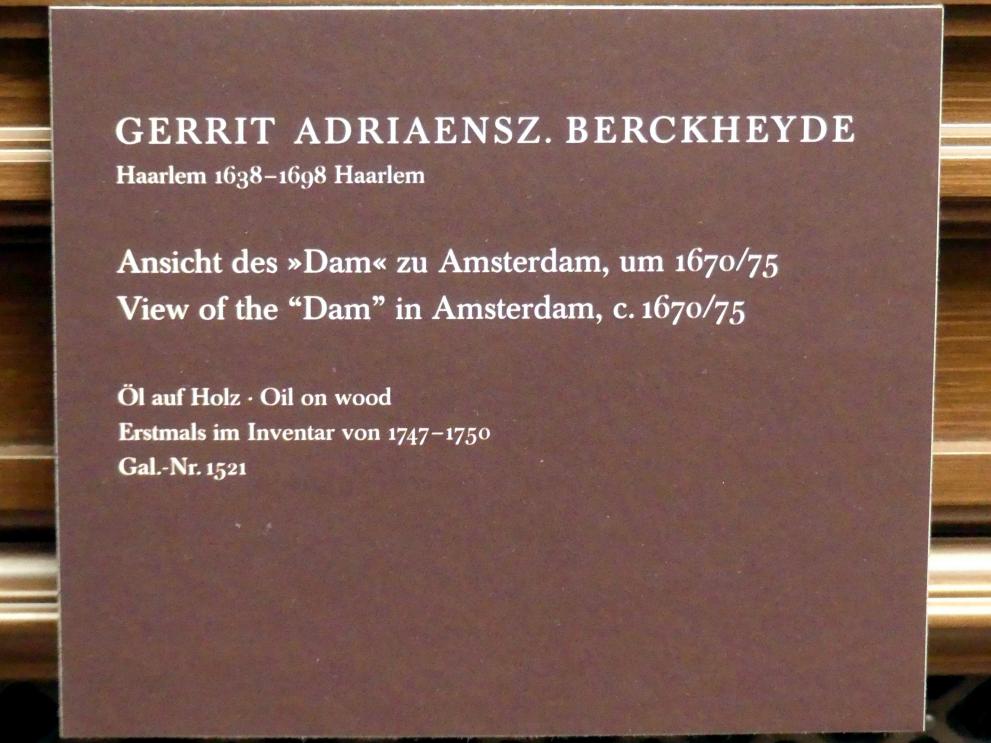 GERRIT ADRIAENSZ. BERCKHEYDE
Haarlem 1638–1698 Haarlem
Ansicht des »Dam« zu Amsterdam, um 1670/75
View of the “Dam” in Amsterdam, c. 1670/75
Öl auf Holz · Oil on wood
Erstmals im Inventar von 1747–1750
Gal.-Nr. 1521